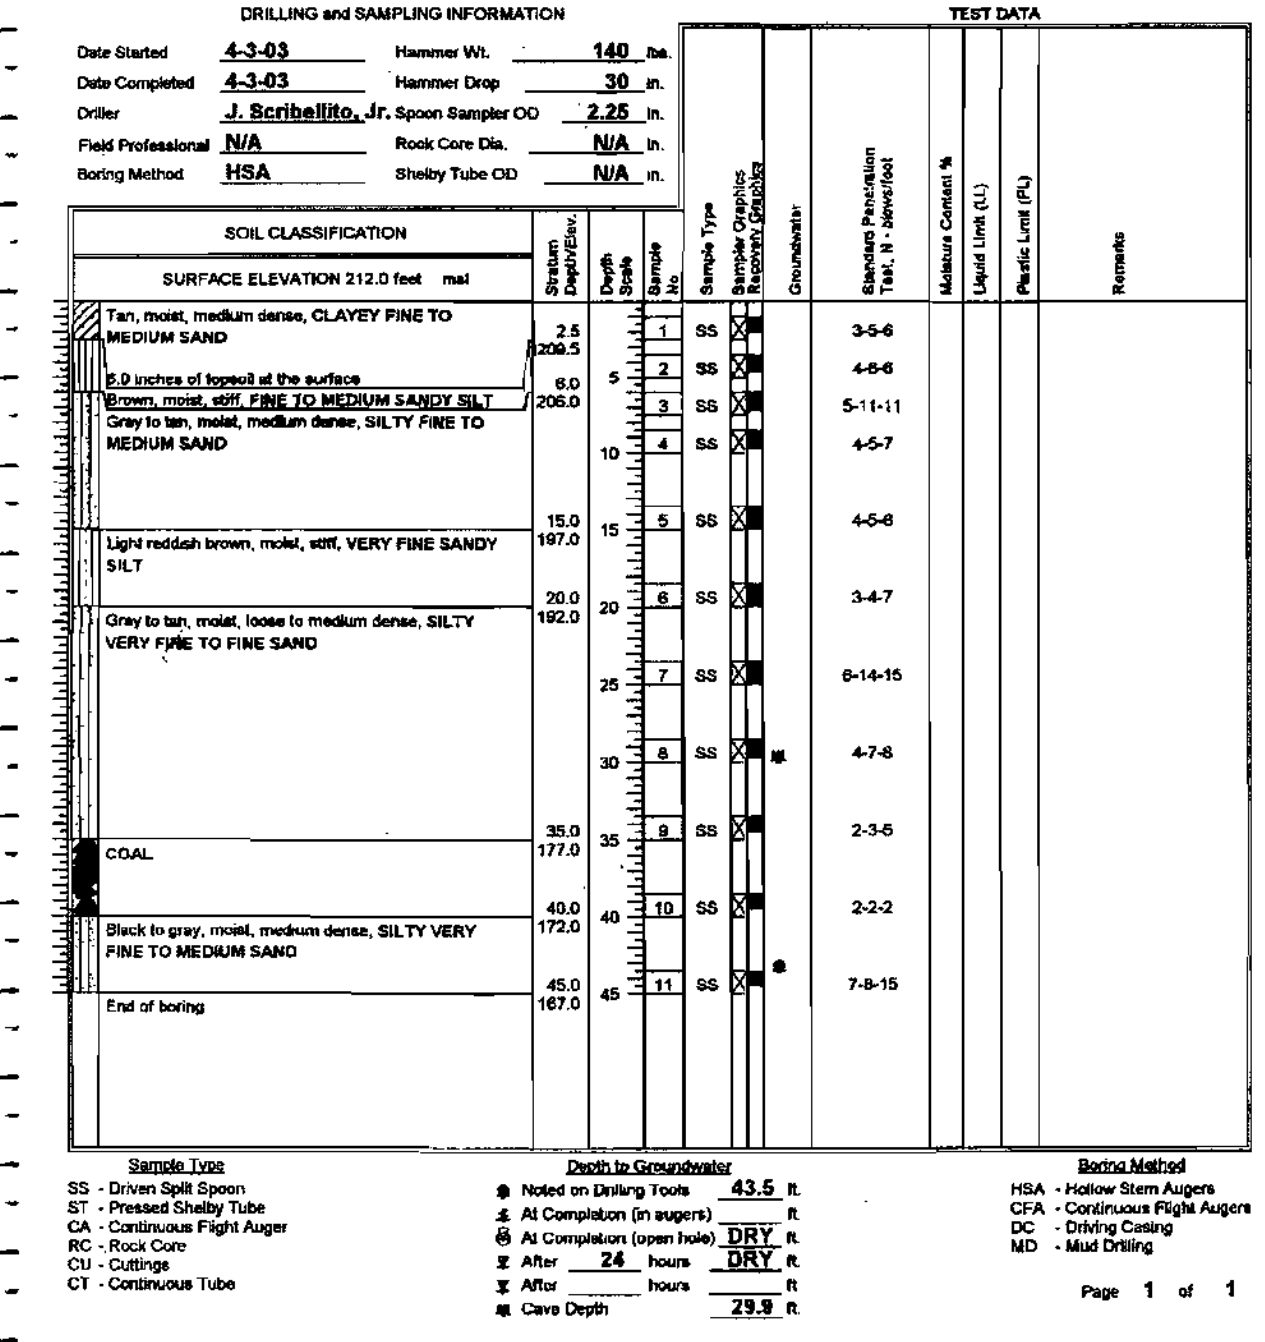 DRILLING and SAMPLING INFORMATION
TEST DATA
Date Started 4-3-03 Hammer Wt. 140 lbs.
Date Completed 4-3-03 Hammer Drop 30 in.
Driller J. Scribellito, Jr. Spoon Sampler OD 2.25 in.
Field Professional N/A Rock Core Dia. N/A in.
Boring Method HSA Shelby Tube OD N/A in.
SOIL CLASSIFICATION
SURFACE ELEVATION 212.0 feet msl
Stratum Depth/Elev.
Depth Scale
Sample No.
Sample Type
Sampler Graphics
Recovery Graphics
Groundwater
Standard Penetration Test, N - blows/foot
Moisture Content %
Liquid Limit (LL)
Plastic Limit (PL)
Remarks
Tan, moist, medium dense, CLAYEY FINE TO
MEDIUM SAND
2.5
209.5
1 SS 3-5-6
6.0 inches of topsoil at the surface
6.0
206.0
5
2 SS
Brown, moist, stiff, FINE TO MEDIUM SANDY SILT
3 SS 5-11-11
Gray to tan, moist, medium dense, SILTY FINE TO
MEDIUM SAND
10
4 SS 4-5-7
15.0
197.0
15
5 SS 4-5-6
Light reddish brown, moist, stiff, VERY FINE SANDY
SILT
20.0
192.0
20
6 SS 3-4-7
Gray to tan, moist, loose to medium dense, SILTY
VERY FINE TO FINE SAND
25
7 SS 6-14-15
30
8 SS 4-7-8
35.0
177.0
35
9 SS 2-3-5
COAL
40.0
172.0
40
10 SS 2-2-2
Black to gray, moist, medium dense, SILTY VERY
FINE TO MEDIUM SAND
45.0
167.0
45
11 SS 7-8-15
End of boring
Sample Type
SS - Driven Split Spoon
ST - Pressed Shelby Tube
CA - Continuous Flight Auger
RC - Rock Core
CU - Cuttings
CT - Continuous Tube
Depth to Groundwater
Noted on Drilling Tools 43.5 ft.
At Completion (in augers) ft.
At Completion (open hole) DRY ft.
After 24 hours DRY ft.
After hours ft.
Cave Depth 29.9 ft.
Boring Method
HSA - Hollow Stem Augers
CFA - Continuous Flight Augers
DC - Driving Casing
MD - Mud Drilling
Page 1 of 1